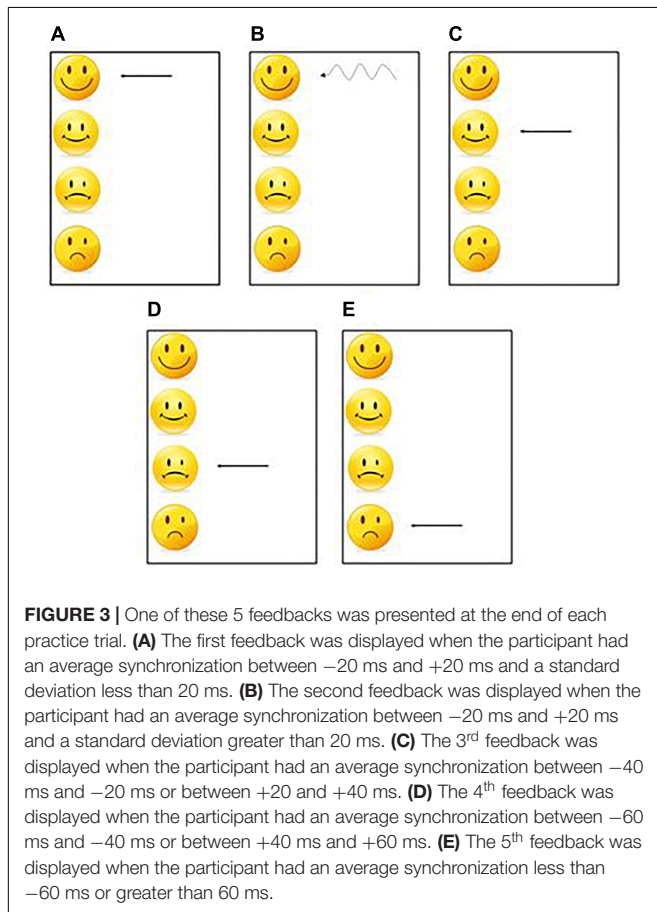 A B C
D E
FIGURE 3 | One of these 5 feedbacks was presented at the end of each
practice trial. (A) The first feedback was displayed when the participant had
an average synchronization between −20 ms and +20 ms and a standard
deviation less than 20 ms. (B) The second feedback was displayed when the
participant had an average synchronization between −20 ms and +20 ms
and a standard deviation greater than 20 ms. (C) The 3rd feedback was
displayed when the participant had an average synchronization between −40
ms and −20 ms or between +20 and +40 ms. (D) The 4th feedback was
displayed when the participant had an average synchronization between −60
ms and −40 ms or between +40 ms and +60 ms. (E) The 5th feedback was
displayed when the participant had an average synchronization less than
−60 ms or greater than 60 ms.